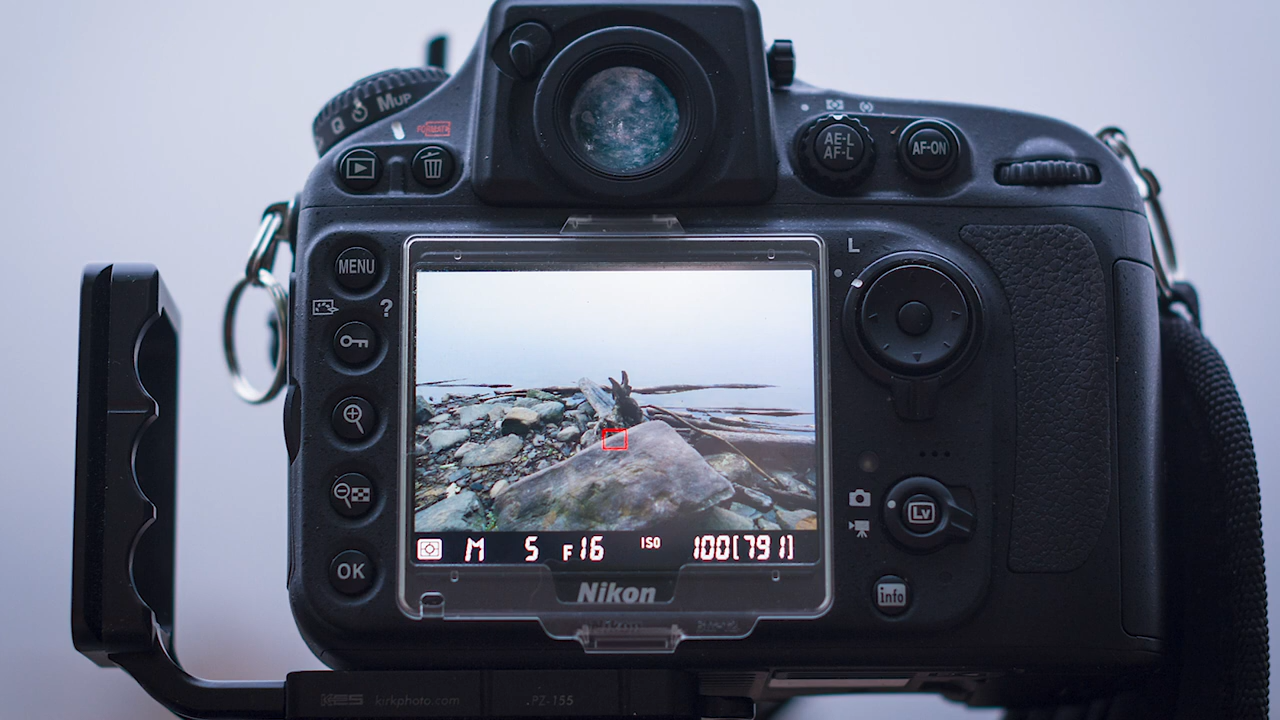 Q MUP
FORMAT
AE-L
AF-L
AF-ON
MENU
L
?
M 5 F16 ISO 100[791]
Lv
Nikon
OK
info
KES kirkphoto.com PZ-155